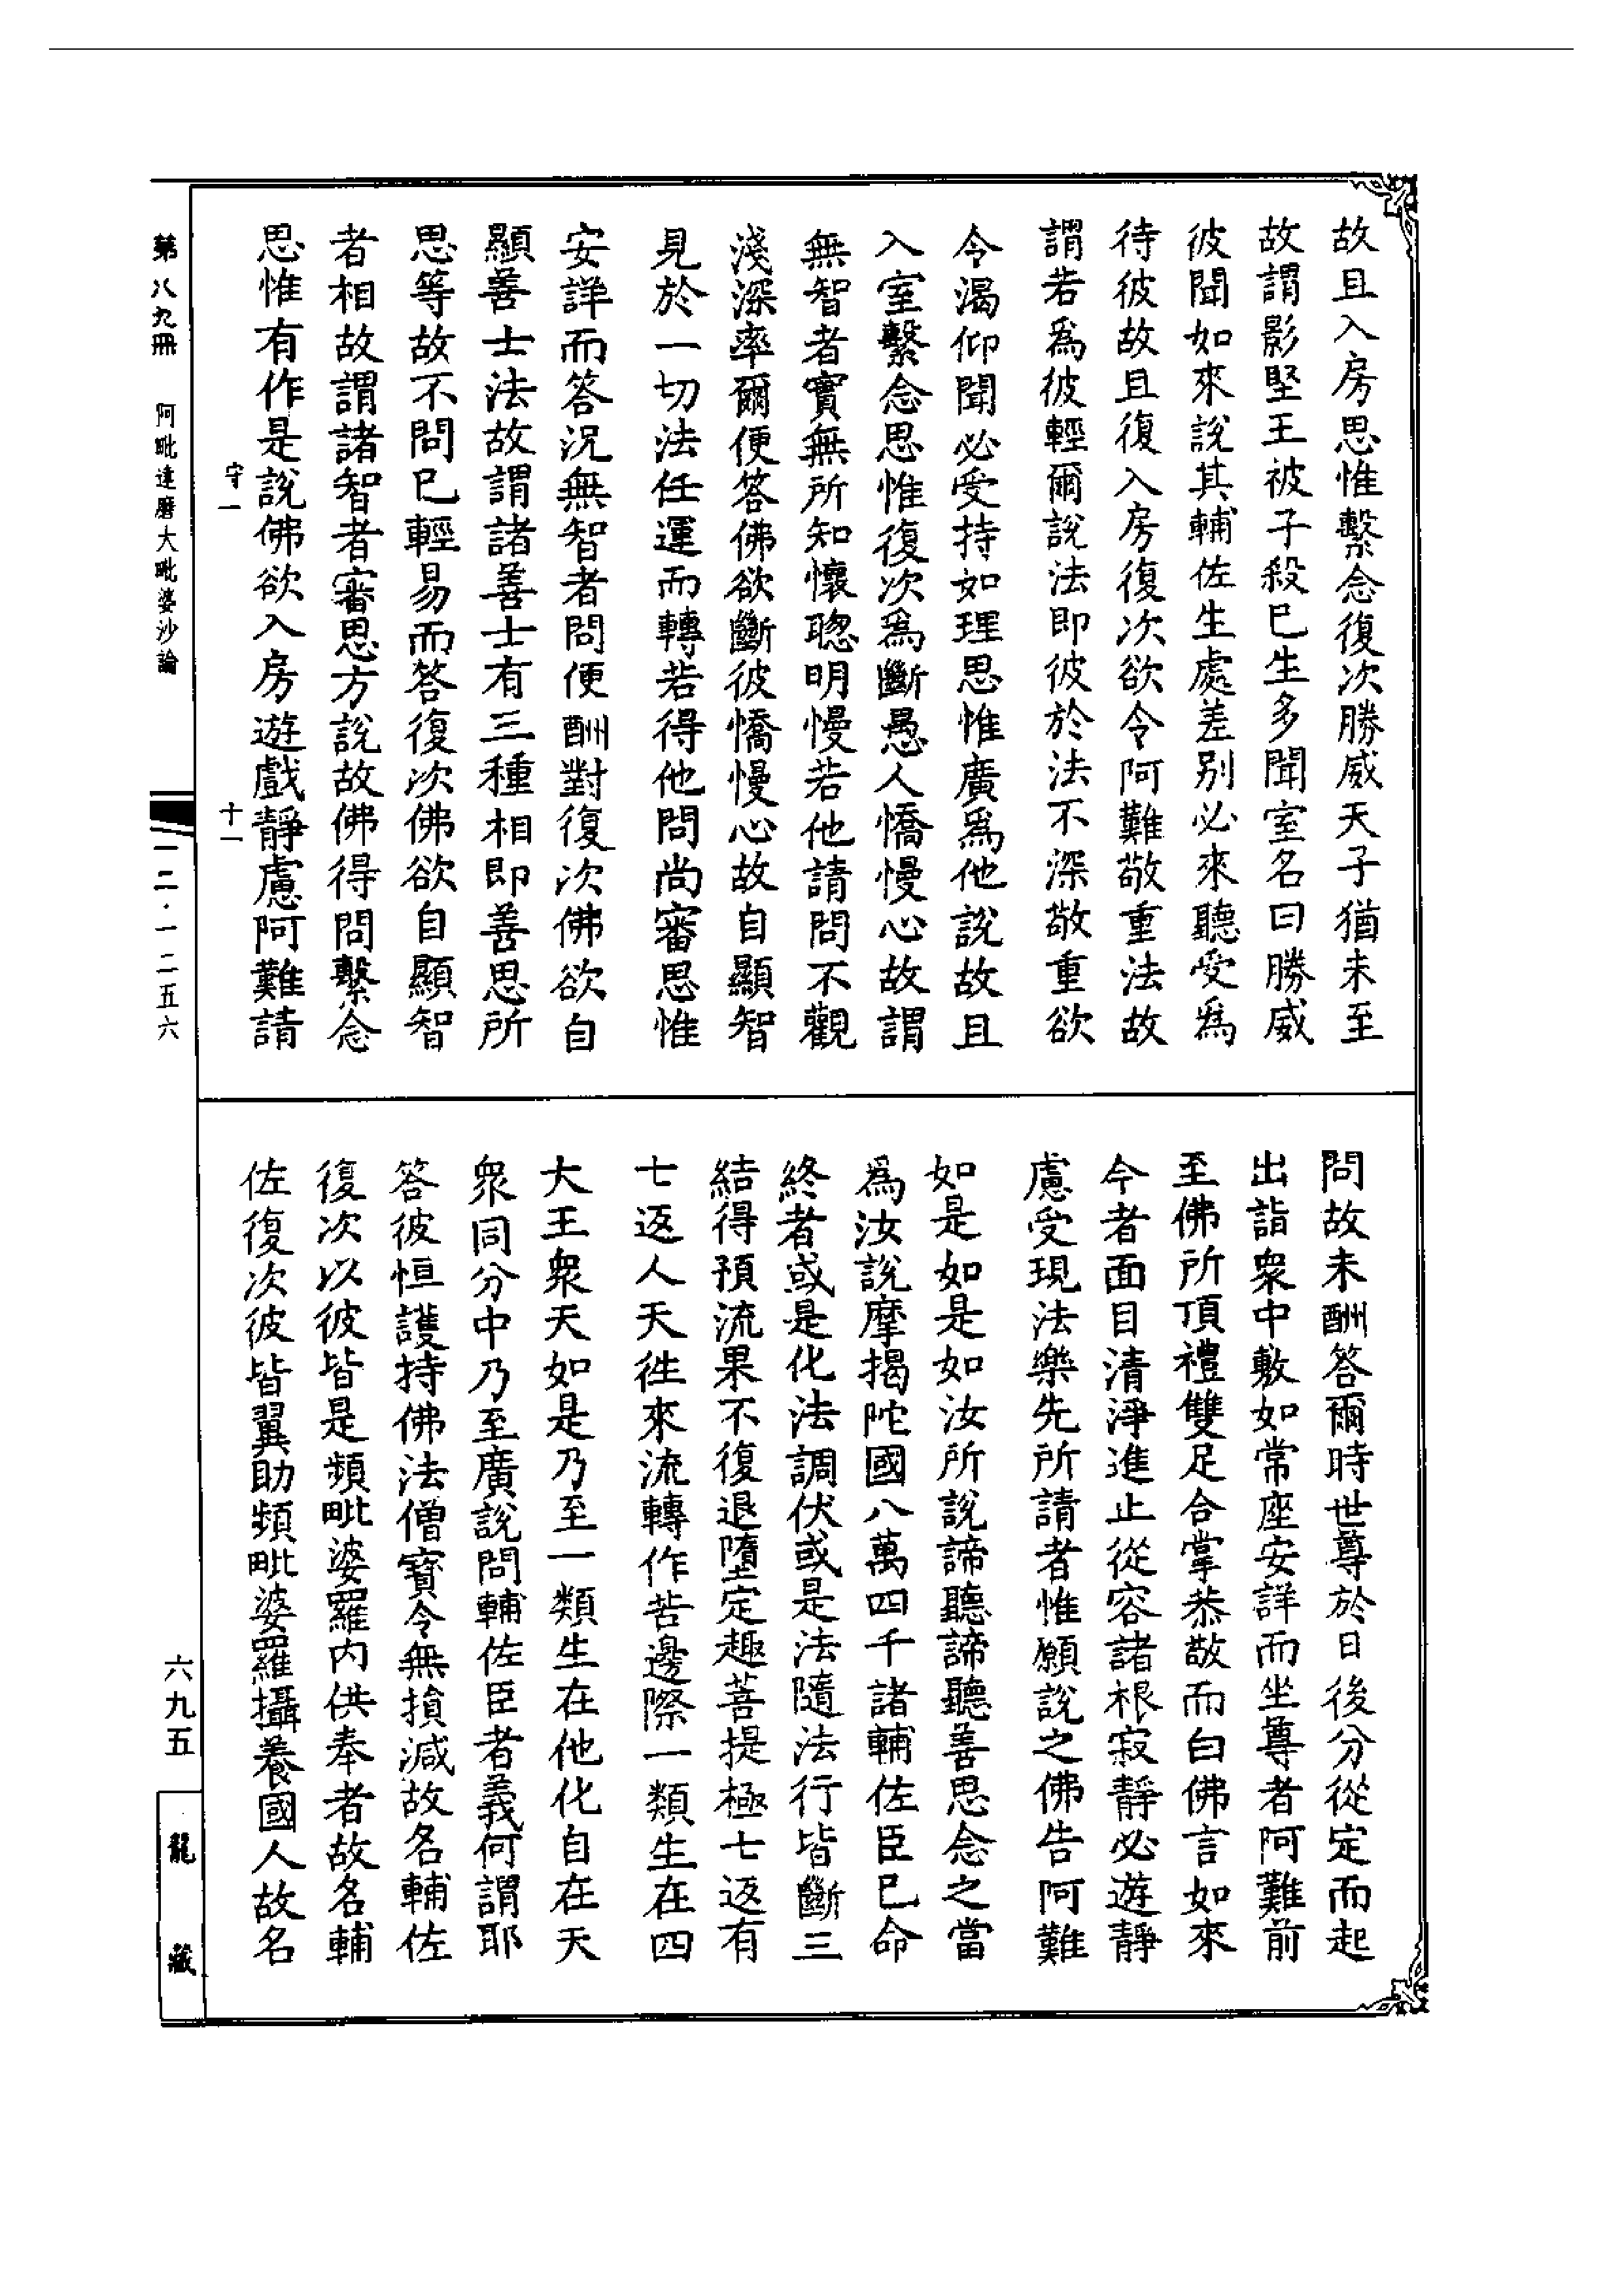 故且入房思惟繫念復次勝威天子猶未至
故謂影堅王被子殺已生多聞室名曰勝威
彼聞如來說其輔佐生處差別必來聽受為
待彼故且復入房復次欲令阿難敬重法故
謂若為彼輕爾說法即彼於法不深敬重欲
令渴仰聞必受持如理思惟廣為他說故且
入室繫念思惟復次為斷愚人憍慢心故謂
無智者實無所知懷聰明慢若他請問不觀
淺深率爾便答佛欲斷彼憍慢心故自顯智
見於一切法任運而轉若得他問尚審思惟
安詳而答況無智者問便酬對復次佛欲自
顯善士法故謂諸善士有三種相即善思所
思等故不問已輕易而答復次佛欲自顯智
者相故謂諸智者審思方說故佛得問繫念
思惟有作是說佛欲入房遊戲靜慮阿難請
問故未酬答爾時世尊於日後分從定而起
出詣衆中敷如常座安詳而坐尊者阿難前
至佛所頂禮雙足合掌恭敬而白佛言如來
今者面目清淨進止從容諸根寂靜必遊靜
慮受現法樂先所請者惟願說之佛告阿難
如是如是如汝所說諦聽諦聽善思念之當
為汝說摩揭陀國八萬四千諸輔佐臣已命
終者或是化法調伏或是法隨法行皆斷三
結得預流果不復退墮定趣菩提極七返有
七返人天往來流轉作苦邊際一類生在四
大王衆天如是乃至一類生在他化自在天
衆同分中乃至廣說問輔佐臣者義何謂耶
答彼恒護持佛法僧寶令無損減故名輔佐
復次以彼皆是頻毗婆羅内供奉者故名輔
佐復次彼皆翼助頻毗婆羅攝養國人故名
守一
十一
第八九冊
阿毗達磨大毗婆沙論
一二·一二五六
六九五
龍藏